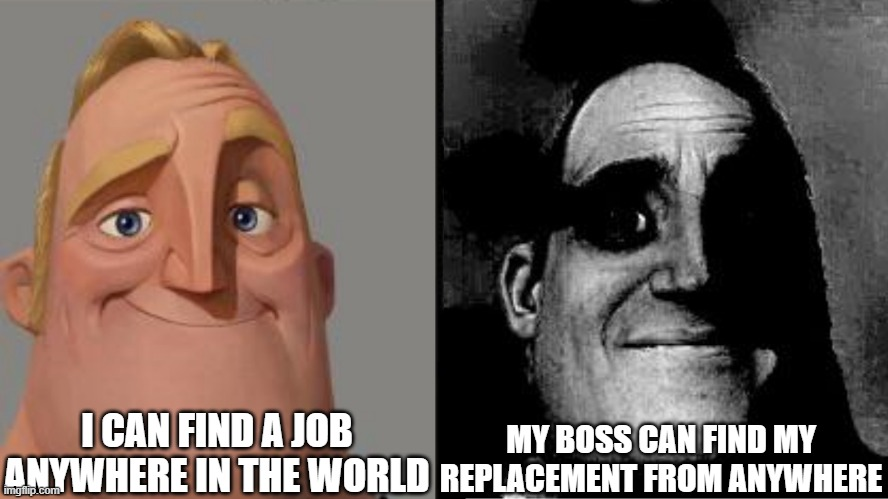 I CAN FIND A JOB
ANYWHERE IN THE WORLD
MY BOSS CAN FIND MY
REPLACEMENT FROM ANYWHERE
imgflip.com